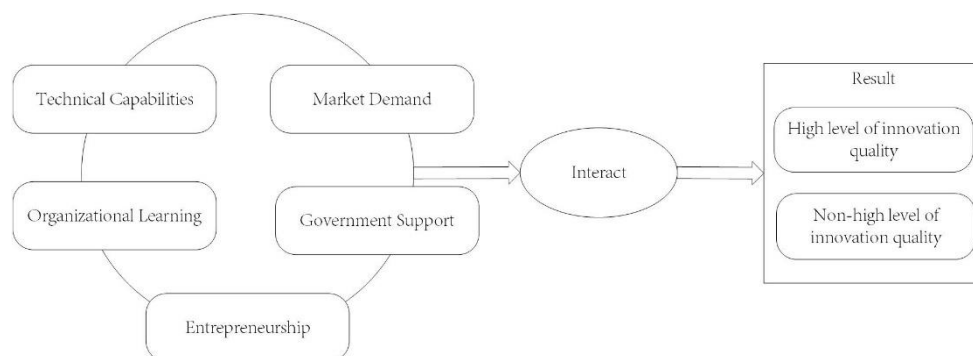 Technical Capabilities
Market Demand
Organizational Learning
Government Support
Entrepreneurship
Interact
Result
High level of innovation
quality
Non-high level of
innovation quality